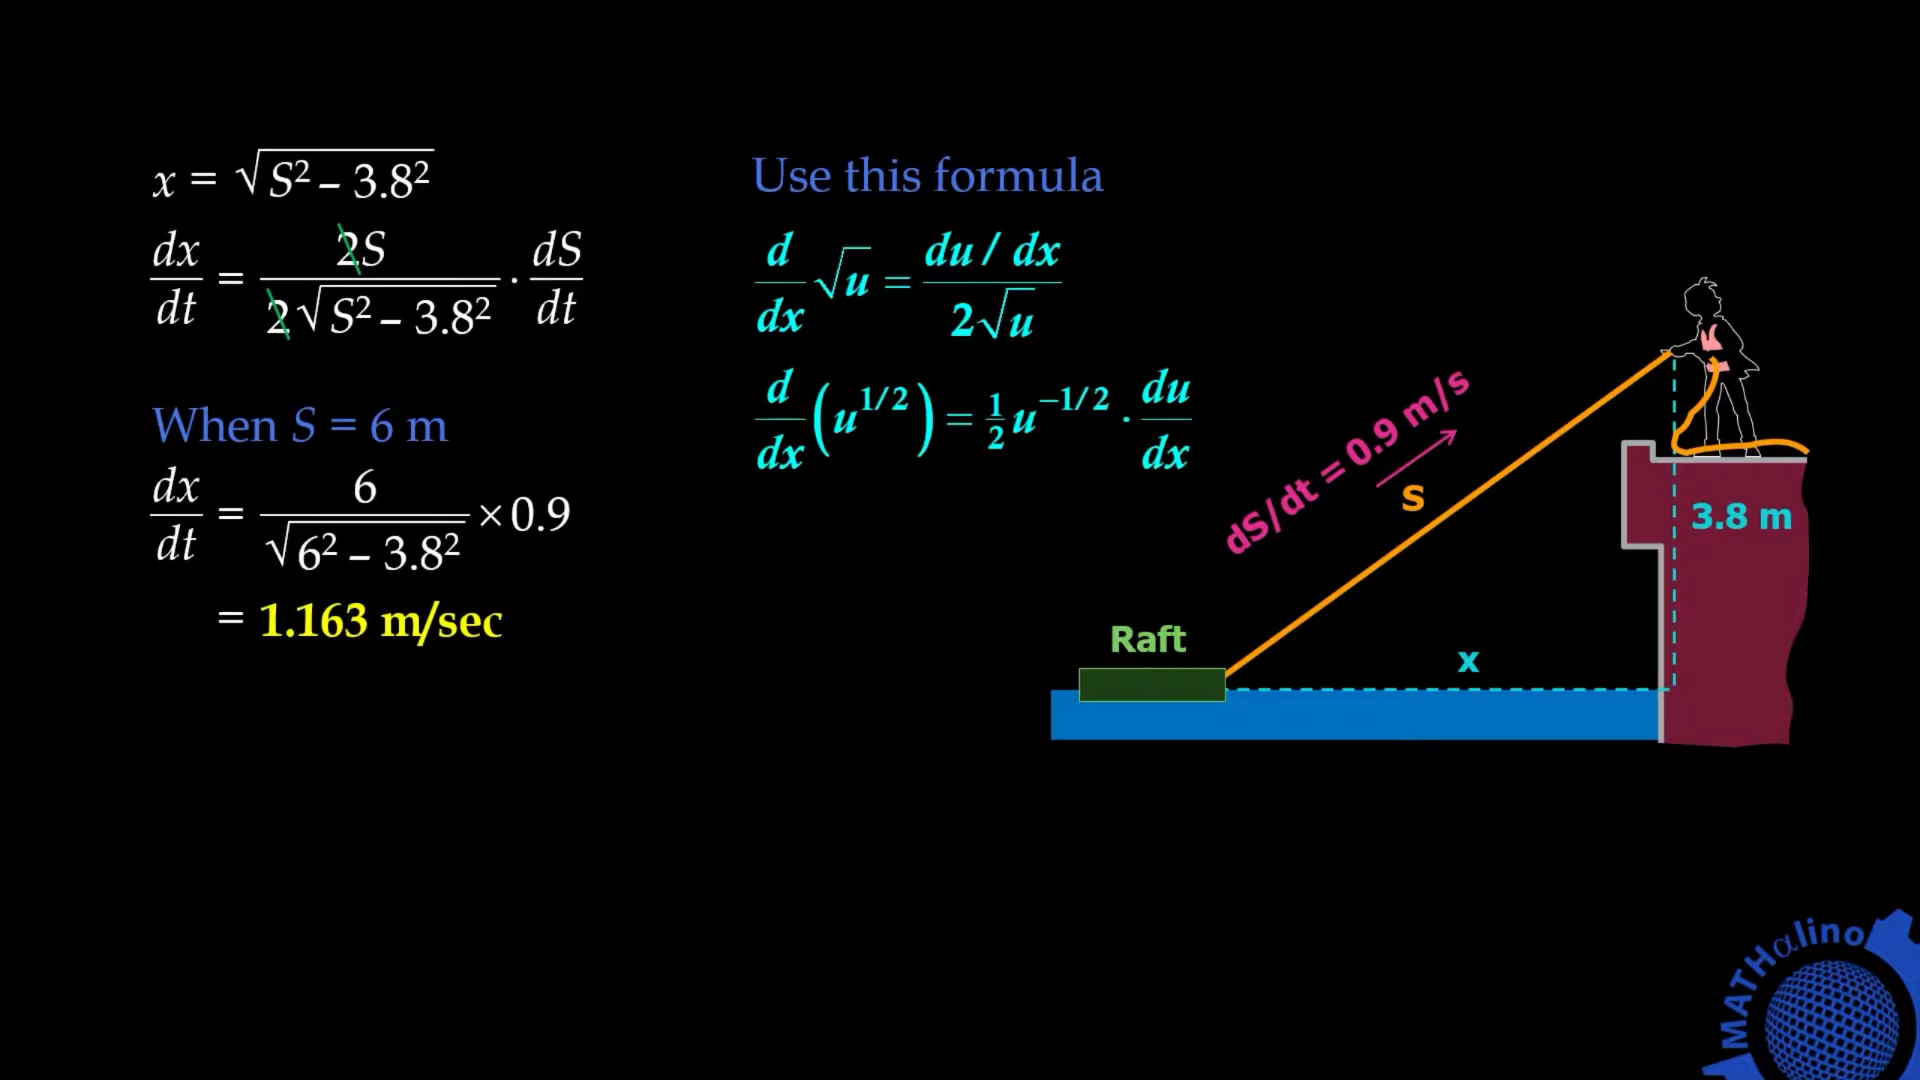 x = √(S² – 3.8²)
dx/dt = 2S / (2√(S² – 3.8²)) · dS/dt
When S = 6 m
dx/dt = 6 / √(6² – 3.8²) × 0.9
= 1.163 m/sec
Use this formula
d/dx √u = (du / dx) / (2√u)
d/dx (u^(1/2)) = ½ u^(−1/2) · du/dx
dS/dt = 0.9 m/s
S
3.8 m
Raft
x
MATHαlino